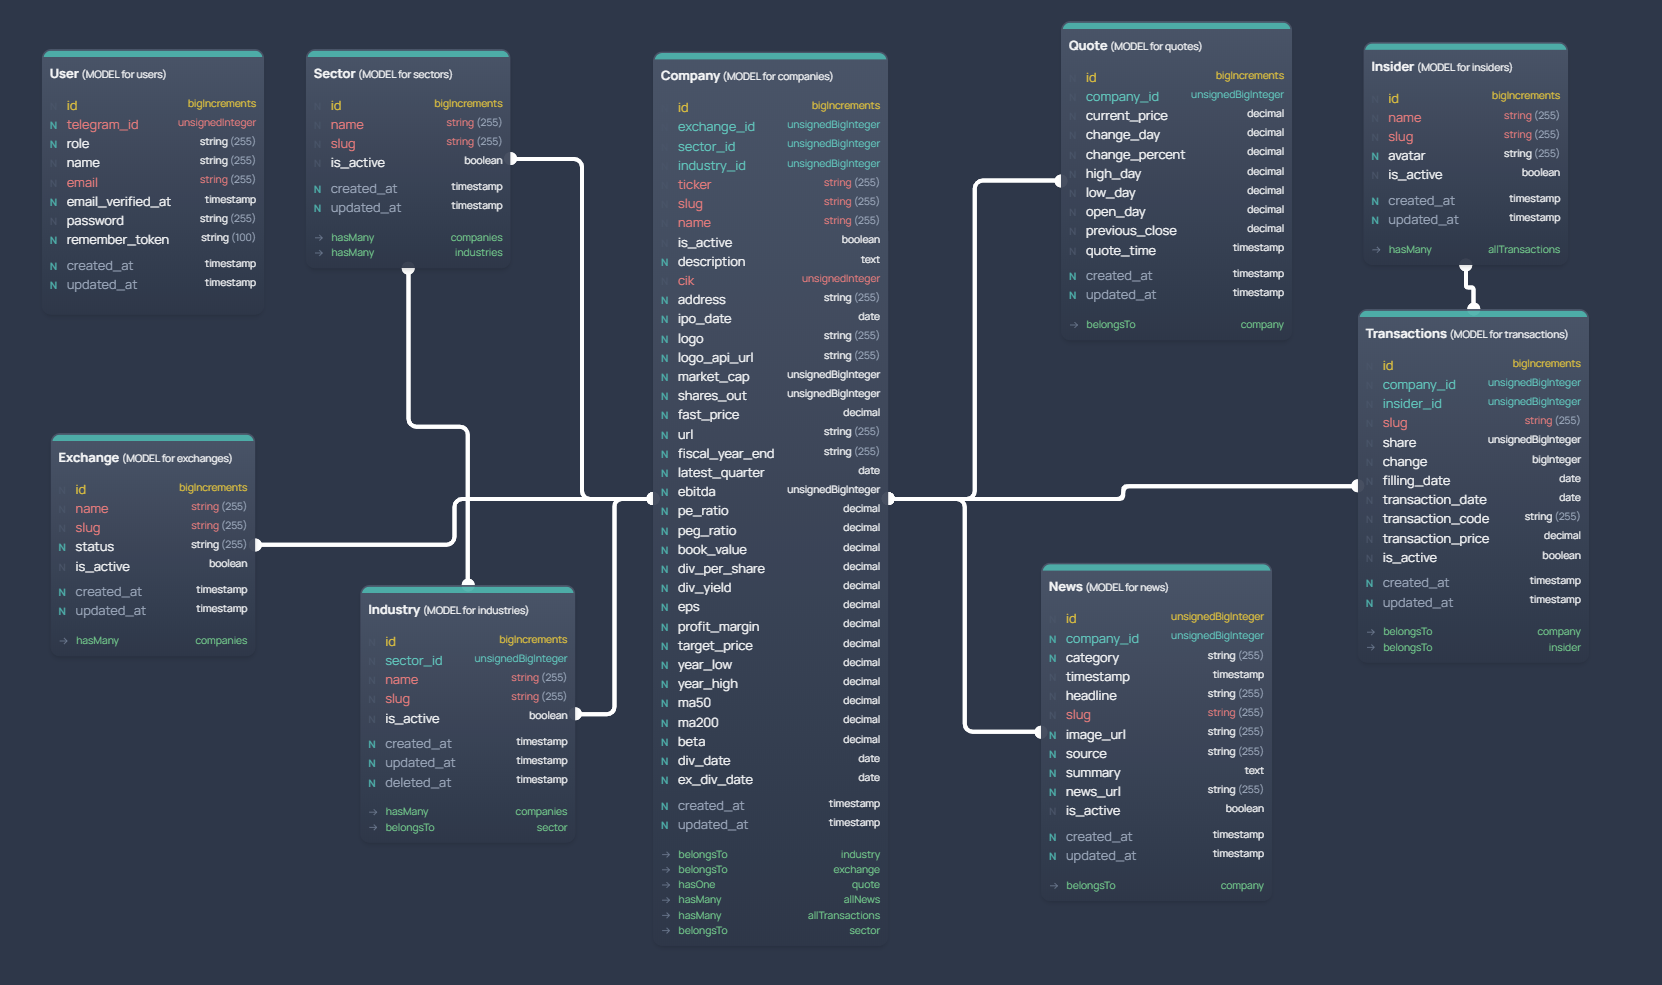 User (MODEL for users)
N id bigIncrements
N telegram_id unsignedInteger
N role string (255)
N name string (255)
N email string (255)
N email_verified_at timestamp
N password string (255)
N remember_token string (100)
N created_at timestamp
N updated_at timestamp
Sector (MODEL for sectors)
N id bigIncrements
N name string (255)
N slug string (255)
N is_active boolean
N created_at timestamp
N updated_at timestamp
→ hasMany companies
→ hasMany industries
Exchange (MODEL for exchanges)
N id bigIncrements
N name string (255)
N slug string (255)
N status string (255)
N is_active boolean
N created_at timestamp
N updated_at timestamp
→ hasMany companies
Industry (MODEL for industries)
N id bigIncrements
N sector_id unsignedBigInteger
N name string (255)
N slug string (255)
N is_active boolean
N created_at timestamp
N updated_at timestamp
N deleted_at timestamp
→ hasMany companies
→ belongsTo sector
Company (MODEL for companies)
N id bigIncrements
N exchange_id unsignedBigInteger
N sector_id unsignedBigInteger
N industry_id unsignedBigInteger
N ticker string (255)
N slug string (255)
N name string (255)
N is_active boolean
N description text
N cik unsignedInteger
N address string (255)
N ipo_date date
N logo string (255)
N logo_api_url string (255)
N market_cap unsignedBigInteger
N shares_out unsignedBigInteger
N fast_price decimal
N url string (255)
N fiscal_year_end string (255)
N latest_quarter date
N ebitda unsignedBigInteger
N pe_ratio decimal
N peg_ratio decimal
N book_value decimal
N div_per_share decimal
N div_yield decimal
N eps decimal
N profit_margin decimal
N target_price decimal
N year_low decimal
N year_high decimal
N ma50 decimal
N ma200 decimal
N beta decimal
N div_date date
N ex_div_date date
N created_at timestamp
N updated_at timestamp
→ belongsTo industry
→ belongsTo exchange
→ hasOne quote
→ hasMany allNews
→ hasMany allTransactions
→ belongsTo sector
Quote (MODEL for quotes)
N id bigIncrements
N company_id unsignedBigInteger
N current_price decimal
N change_day decimal
N change_percent decimal
N high_day decimal
N low_day decimal
N open_day decimal
N previous_close decimal
N quote_time timestamp
N created_at timestamp
N updated_at timestamp
→ belongsTo company
News (MODEL for news)
N id unsignedBigInteger
N company_id unsignedBigInteger
N category string (255)
N timestamp timestamp
N headline string (255)
N slug string (255)
N image_url string (255)
N source string (255)
N summary text
N news_url string (255)
N is_active boolean
N created_at timestamp
N updated_at timestamp
→ belongsTo company
Insider (MODEL for insiders)
N id bigIncrements
N name string (255)
N slug string (255)
N avatar string (255)
N is_active boolean
N created_at timestamp
N updated_at timestamp
→ hasMany allTransactions
Transactions (MODEL for transactions)
N id bigIncrements
N company_id unsignedBigInteger
N insider_id unsignedBigInteger
N slug string (255)
N share unsignedBigInteger
N change bigInteger
N filling_date date
N transaction_date date
N transaction_code string (255)
N transaction_price decimal
N is_active boolean
N created_at timestamp
N updated_at timestamp
→ belongsTo company
→ belongsTo insider